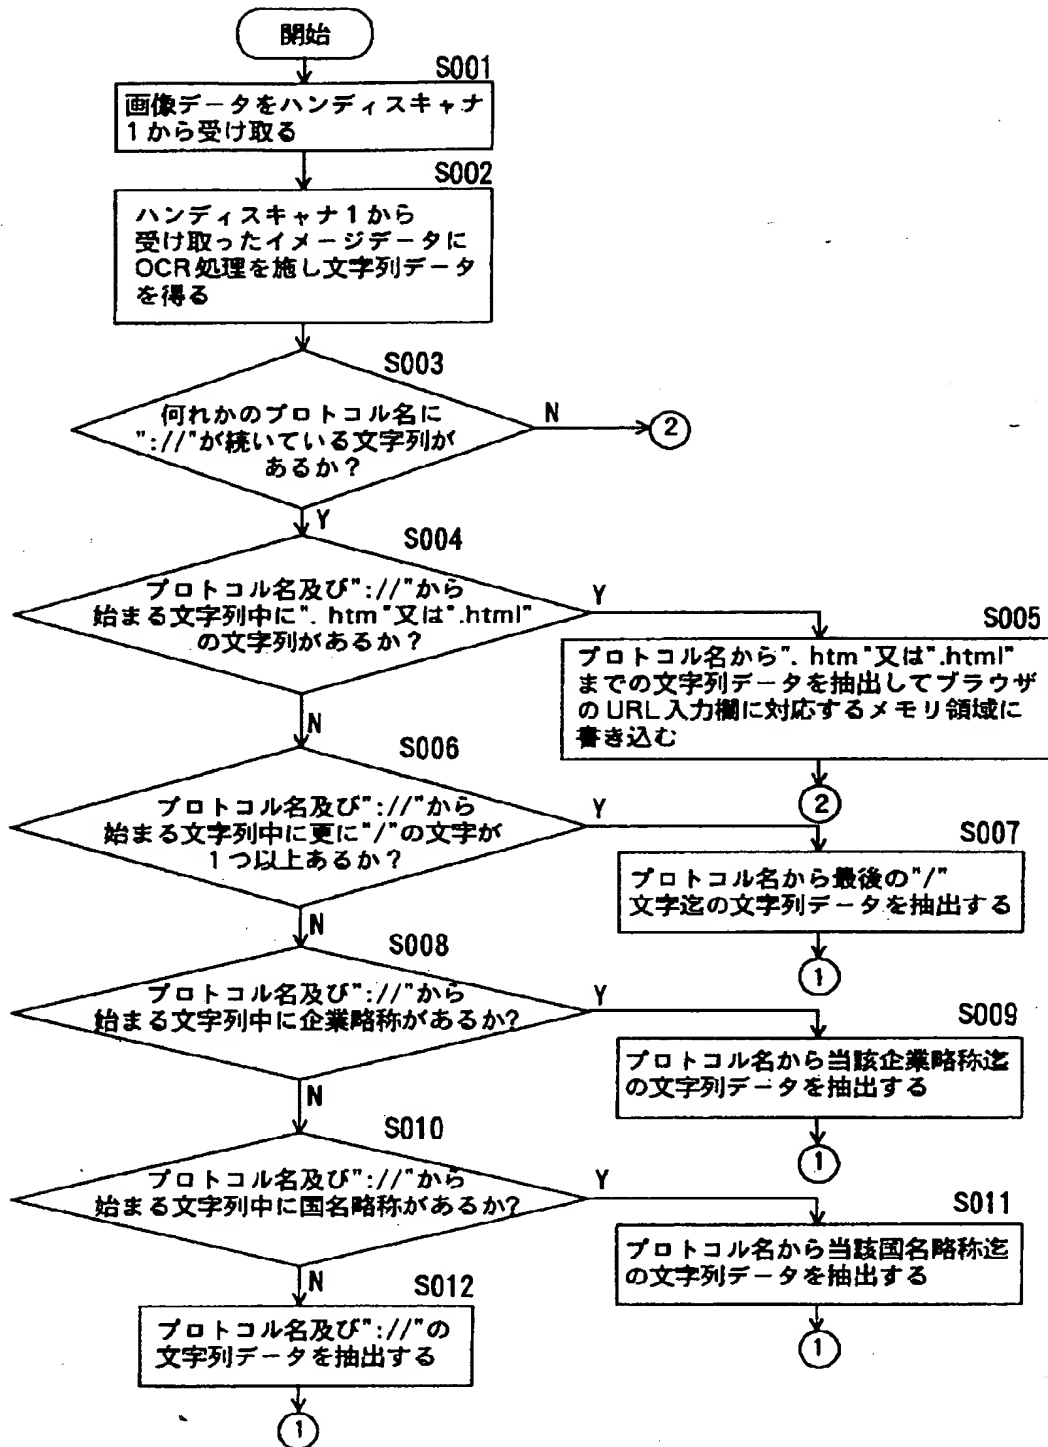 開始
S001
画像データをハンディスキャナ
1から受け取る
S002
ハンディスキャナ1から
受け取ったイメージデータに
OCR処理を施し文字列データ
を得る
S003
何れかのプロトコル名に
"://"が続いている文字列が
あるか?
N
②
Y
S004
プロトコル名及び"://"から
始まる文字列中に". htm"又は".html"
の文字列があるか?
Y
S005
プロトコル名から". htm"又は".html"
までの文字列データを抽出してブラウザ
のURL入力欄に対応するメモリ領域に
書き込む
②
N
S006
プロトコル名及び"://"から
始まる文字列中に更に"/"の文字が
1つ以上あるか?
Y
S007
プロトコル名から最後の"/"
文字迄の文字列データを抽出する
①
N
S008
プロトコル名及び"://"から
始まる文字列中に企業略称があるか?
Y
S009
プロトコル名から当該企業略称迄
の文字列データを抽出する
①
N
S010
プロトコル名及び"://"から
始まる文字列中に国名略称があるか?
Y
S011
プロトコル名から当該国名略称迄
の文字列データを抽出する
①
N
S012
プロトコル名及び"://"の
文字列データを抽出する
①